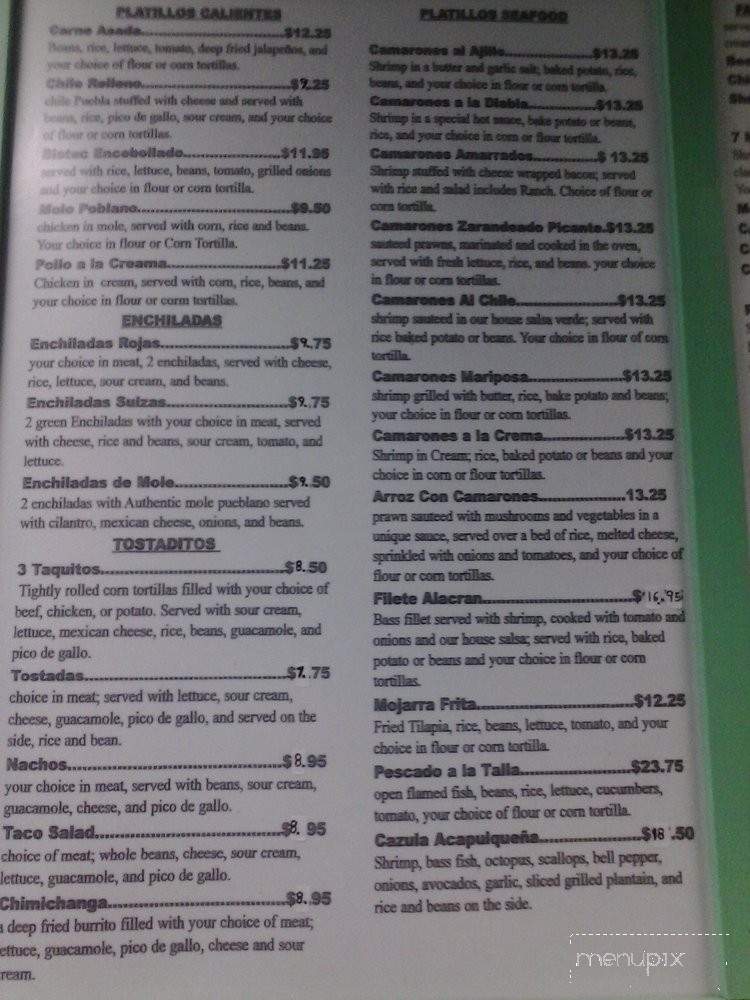 PLATILLOS CALIENTES
Carne Asada.................$12.25
Beans, rice, lettuce, tomato, deep fried jalapeños, and
your choice of flour or corn tortillas.
Chile Relleno.................$9.25
chile Puebla stuffed with cheese and served with
beans, rice, pico de gallo, sour cream, and your choice
of flour or corn tortillas.
Bistec Encebollado.................$11.95
served with rice, lettuce, beans, tomato, grilled onions
and your choice in flour or corn tortilla.
Mole Poblano.................$9.50
chicken in mole, served with corn, rice and beans.
Your choice in flour or Corn Tortilla.
Pollo a la Creama.................$11.25
Chicken in cream, served with corn, rice, beans, and
your choice in flour or corm tortillas.
ENCHILADAS
Enchiladas Rojas.................$9.75
your choice in meat, 2 enchiladas, served with cheese,
rice, lettuce, sour cream, and beans.
Enchiladas Suizas.................$9.75
2 green Enchiladas with your choice in meat, served
with cheese, rice and beans, sour cream, tomato, and
lettuce.
Enchiladas de Mole.................$9.50
2 enchiladas with Authentic mole pueblano served
with cilantro, mexican cheese, onions, and beans.
TOSTADITOS
3 Taquitos.................$8.50
Tightly rolled corn tortillas filled with your choice of
beef, chicken, or potato. Served with sour cream,
lettuce, mexican cheese, rice, beans, guacamole, and
pico de gallo.
Tostadas.................$7.75
choice in meat; served with lettuce, sour cream,
cheese, guacamole, pico de gallo, and served on the
side, rice and bean.
Nachos.................$8.95
your choice in meat, served with beans, sour cream,
guacamole, cheese, and pico de gallo.
Taco Salad.................$8.95
choice of meat; whole beans, cheese, sour cream,
lettuce, guacamole, and pico de gallo.
Chimichanga.................$8.95
a deep fried burrito filled with your choice of meat;
ettuce, guacamole, pico de gallo, cheese and sour
ream.
PLATILLOS SEAFOOD
Camarones al Ajillo.................$13.25
Shrimp in a butter and garlic salt; baked potato, rice,
beans, and your choice in flour or corn tortilla.
Camarones a la Diabla.................$13.25
Shrimp in a special hot sauce, bake potato or beans,
rice, and your choice in corn or flour tortilla.
Camarones Amarrados.................$ 13.25
Shrimp stuffed with cheese wrapped bacon; served
with rice and salad includes Ranch. Choice of flour or
corn tortilla.
Camarones Zarandeado Picante.$13.25
sauteed prawns, marinated and cooked in the oven,
served with fresh lettuce, rice, and beans. your choice
in flour or corn tortillas.
Camarones Al Chile.................$13.25
shrimp sauteed in our house salsa verde; served with
rice baked potato or beans. Your choice in flour of corn
tortilla.
Camarones Mariposa.................$13.25
shrimp grilled with butter, rice, bake potato and beans;
your choice in flour or corn tortillas.
Camarones a la Crema.................$13.25
Shrimp in Cream; rice, baked potato or beans and your
choice in corn or flour tortillas.
Arroz Con Camarones.................13.25
prawn sauteed with mushrooms and vegetables in a
unique sauce, served over a bed of rice, melted cheese,
sprinkled with onions and tomatoes, and your choice of
flour or corn tortillas.
Filete Alacran.................$16.95
Bass fillet served with shrimp, cooked with tomato and
onions and our house salsa; served with rice, baked
potato or beans and your choice in flour or corn
tortillas.
Mojarra Frita.................$12.25
Fried Tilapia, rice, beans, lettuce, tomato, and your
choice in flour or corn tortilla.
Pescado a la Talla.................$23.75
open flamed fish, beans, rice, lettuce, cucumbers,
tomato, your choice of flour or corn tortilla.
Cazula Acapulqueña.................$18.50
Shrimp, bass fish, octopus, scallops, bell pepper,
onions, avocados, garlic, sliced grilled plantain, and
rice and beans on the side.
menupix